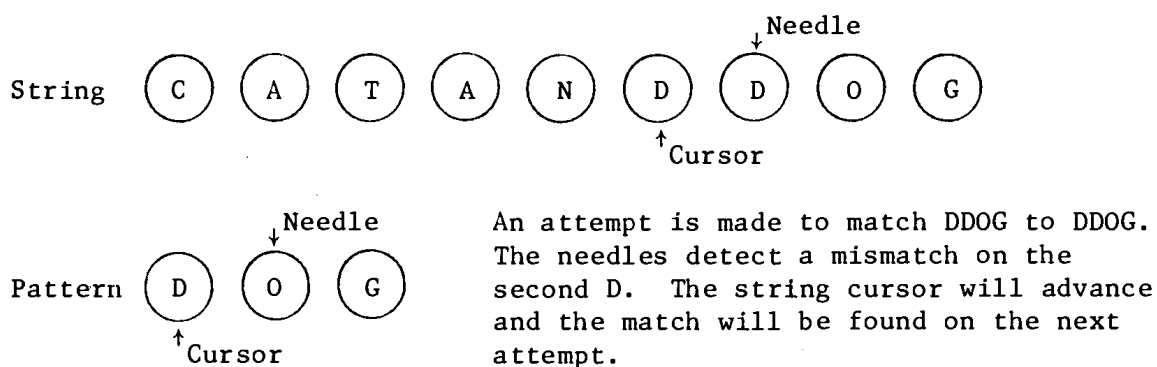 Needle
String C A T A N D D O G
Cursor
Needle
Pattern D O G
Cursor
An attempt is made to match DDOG to DDOG.
The needles detect a mismatch on the
second D. The string cursor will advance
and the match will be found on the next
attempt.